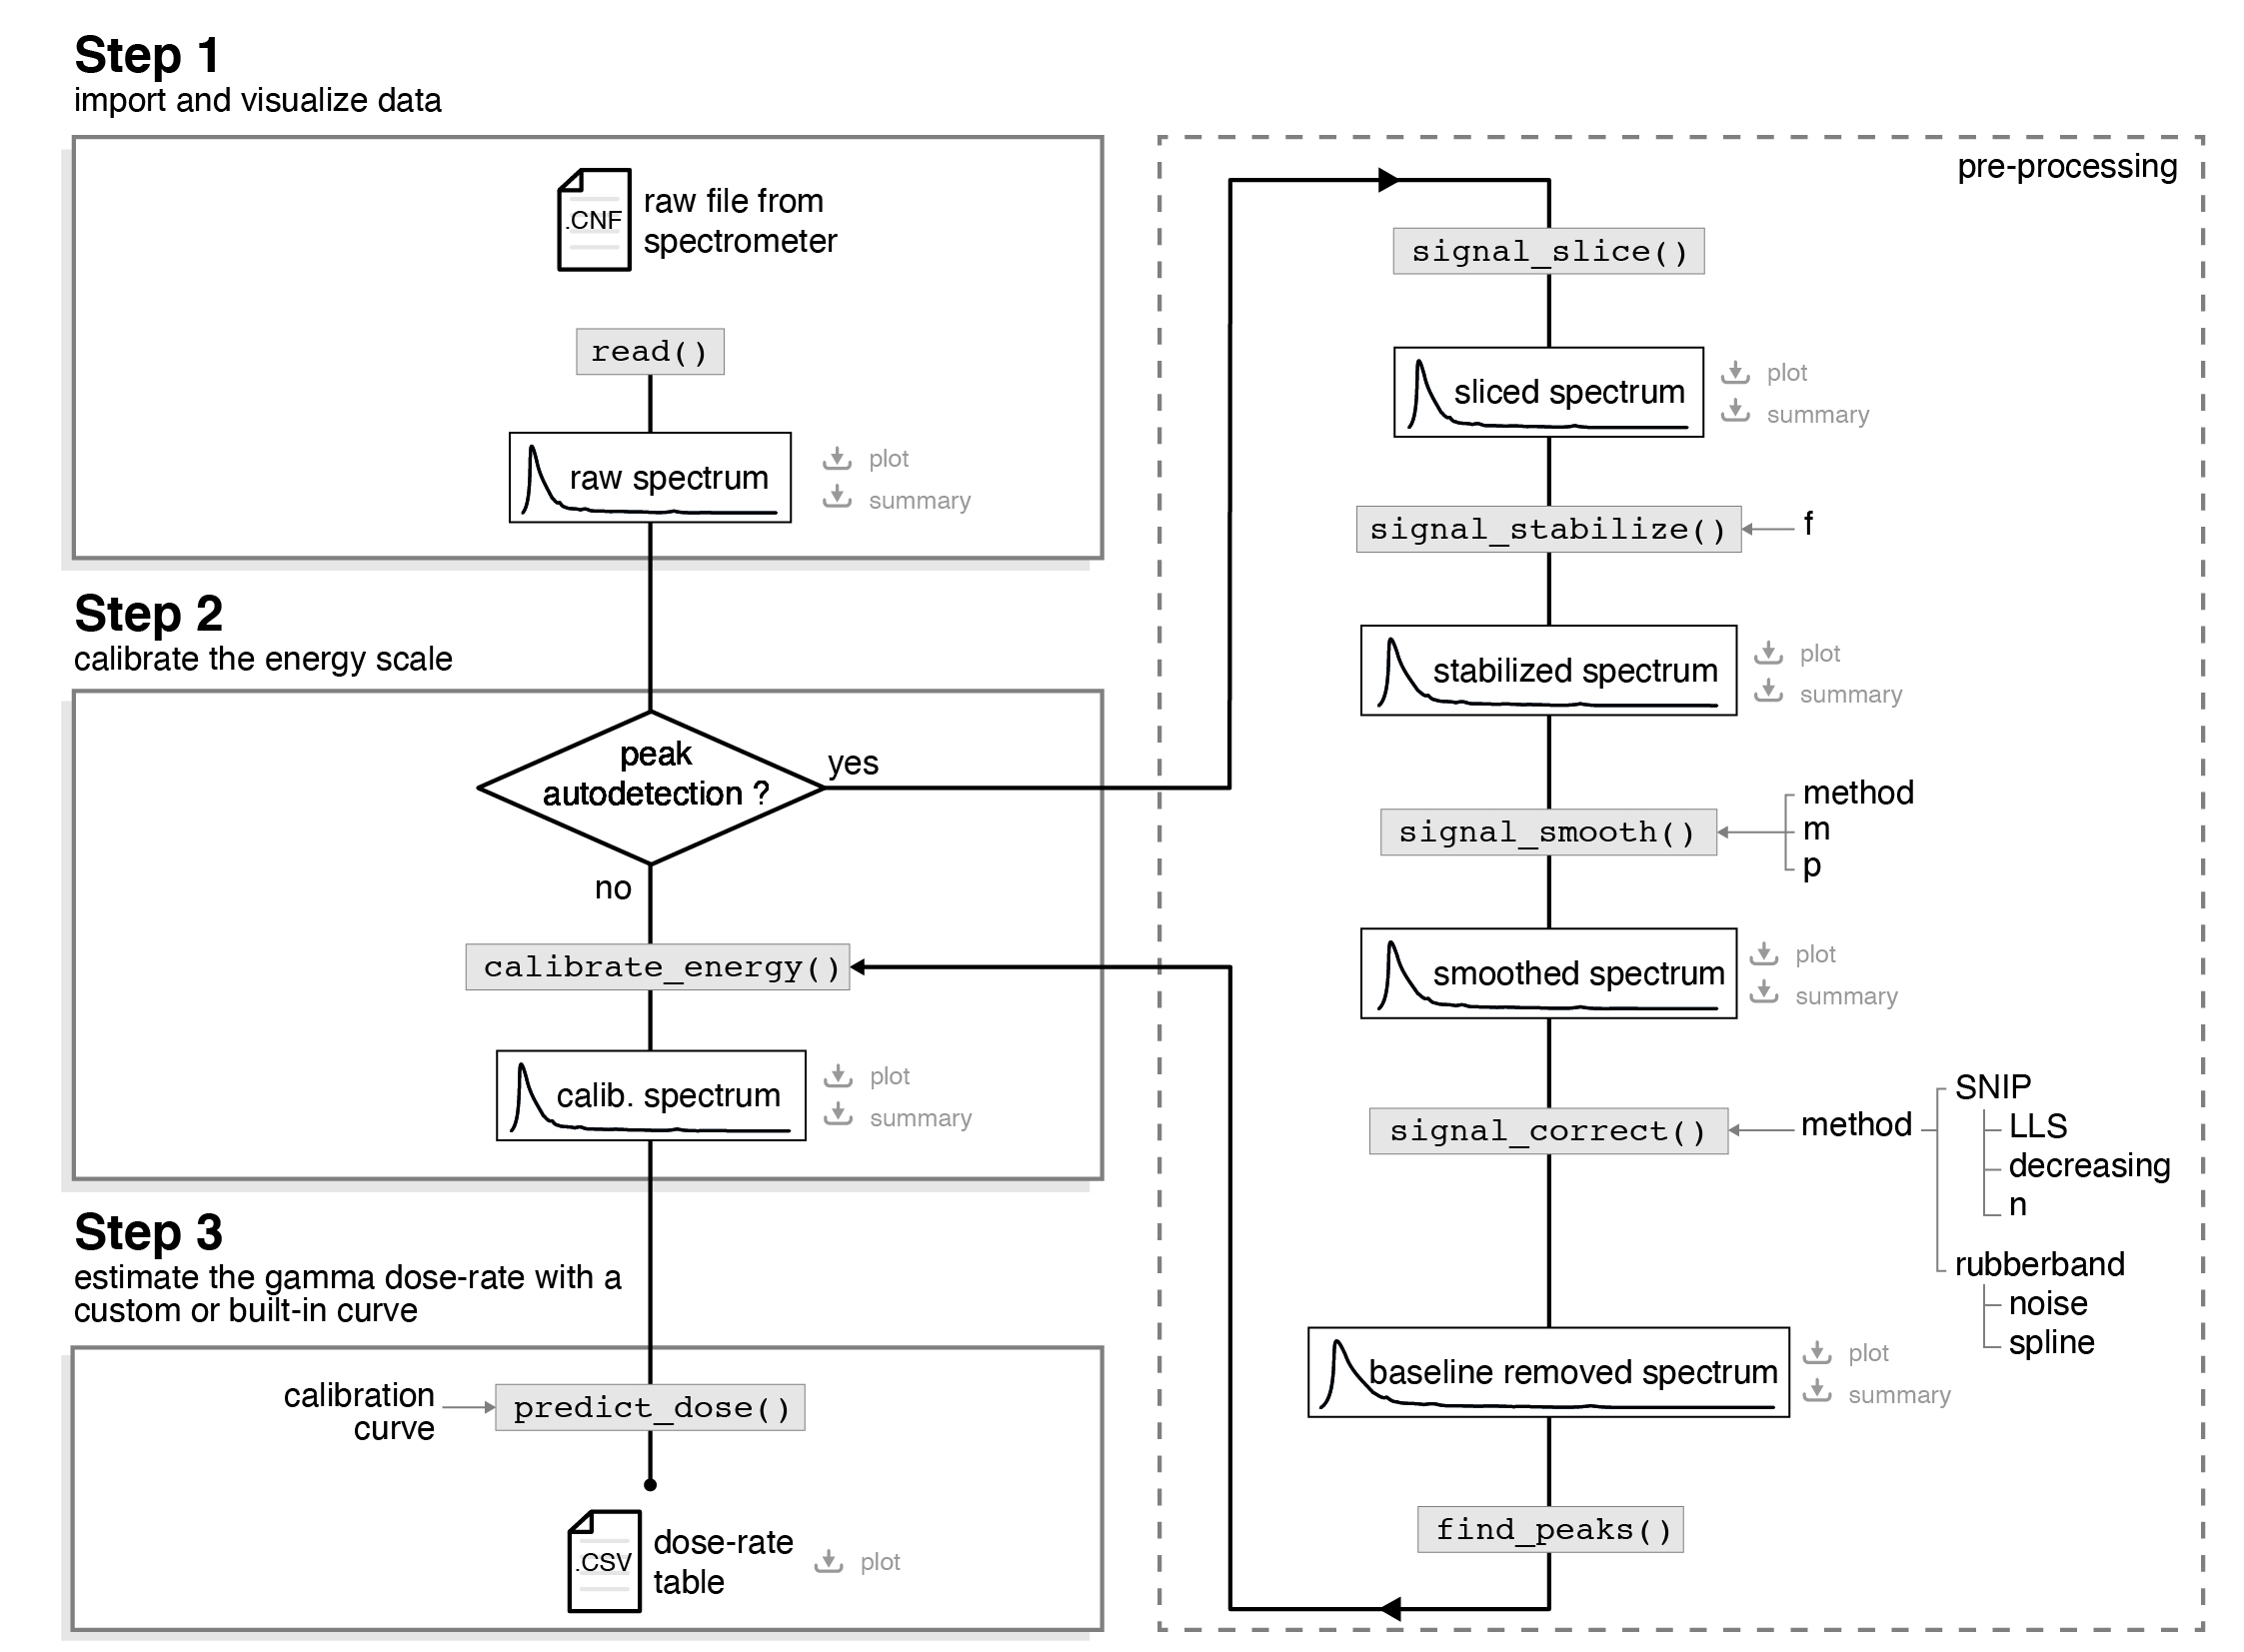 Step 1
import and visualize data
.CNF
raw file from
spectrometer
read()
raw spectrum
plot
summary
Step 2
calibrate the energy scale
peak
autodetection ?
yes
no
calibrate_energy()
calib. spectrum
plot
summary
Step 3
estimate the gamma dose-rate with a
custom or built-in curve
calibration
curve
predict_dose()
.CSV
dose-rate
table
plot
pre-processing
signal_slice()
sliced spectrum
plot
summary
signal_stabilize()
f
stabilized spectrum
plot
summary
signal_smooth()
method
m
p
smoothed spectrum
plot
summary
signal_correct()
method
SNIP
LLS
decreasing
n
rubberband
noise
spline
baseline removed spectrum
plot
summary
find_peaks()